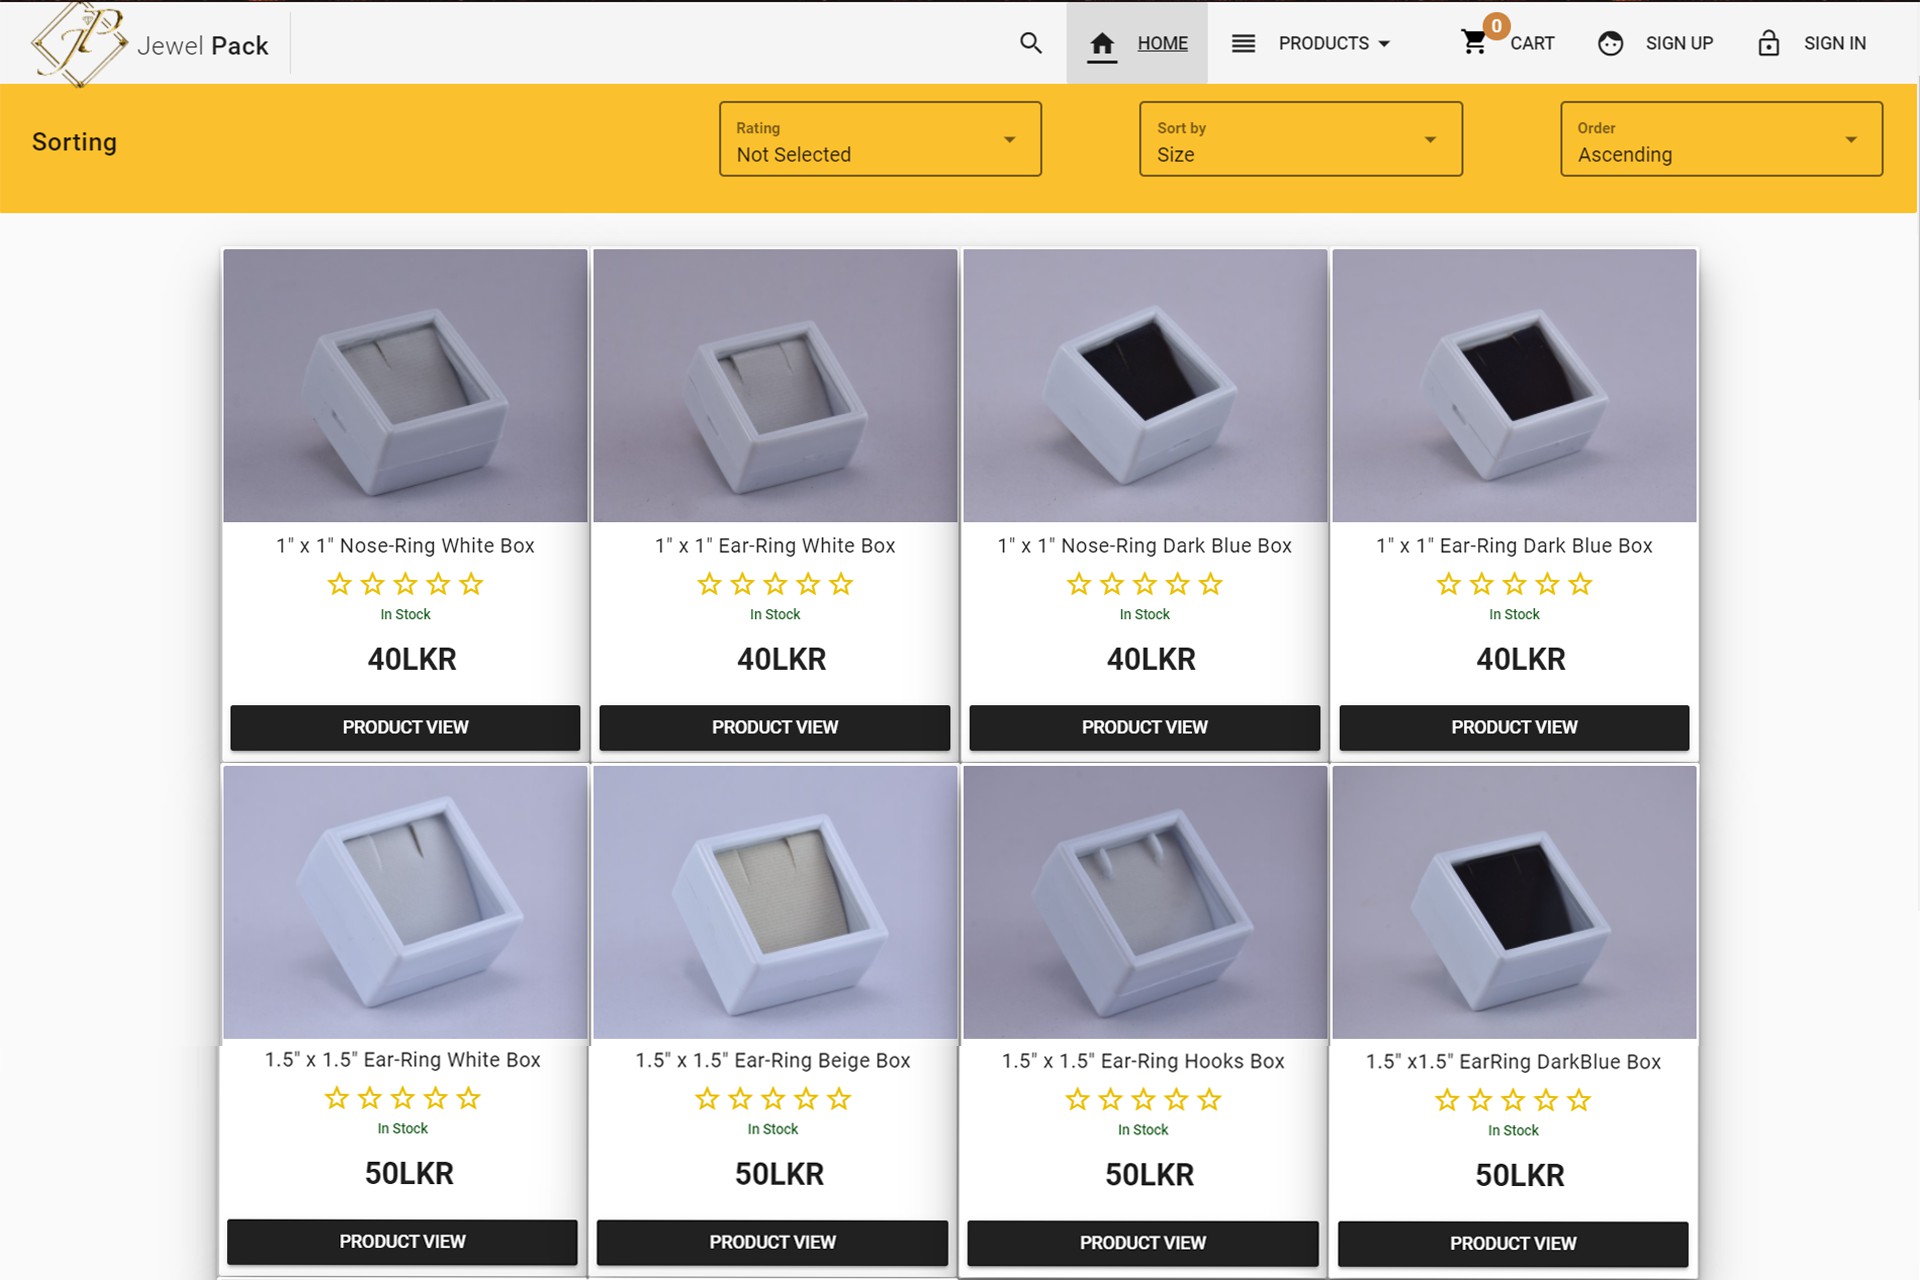 JP
Jewel Pack
HOME
PRODUCTS
0
CART
SIGN UP
SIGN IN
Sorting
Rating
Not Selected
Sort by
Size
Order
Ascending
1" x 1" Nose-Ring White Box
In Stock
40LKR
PRODUCT VIEW
1" x 1" Ear-Ring White Box
In Stock
40LKR
PRODUCT VIEW
1" x 1" Nose-Ring Dark Blue Box
In Stock
40LKR
PRODUCT VIEW
1" x 1" Ear-Ring Dark Blue Box
In Stock
40LKR
PRODUCT VIEW
1.5" x 1.5" Ear-Ring White Box
In Stock
50LKR
PRODUCT VIEW
1.5" x 1.5" Ear-Ring Beige Box
In Stock
50LKR
PRODUCT VIEW
1.5" x 1.5" Ear-Ring Hooks Box
In Stock
50LKR
PRODUCT VIEW
1.5" x1.5" EarRing DarkBlue Box
In Stock
50LKR
PRODUCT VIEW